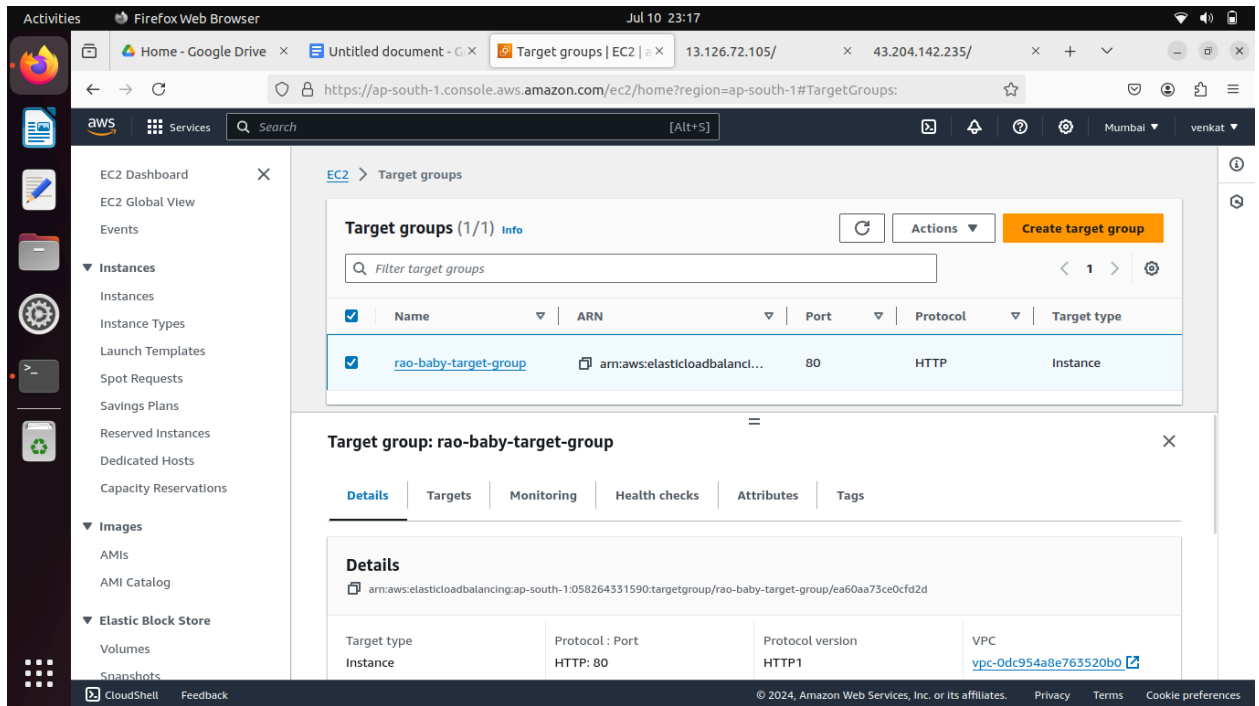 Activities Firefox Web Browser Jul 10 23:17
Home - Google Drive × Untitled document - G × Target groups | EC2 | a × 13.126.72.105/ × 43.204.142.235/ ×
https://ap-south-1.console.aws.amazon.com/ec2/home?region=ap-south-1#TargetGroups:
aws Services Search [Alt+S] Mumbai ▼ venkat ▼
EC2 Dashboard
EC2 Global View
Events
▼ Instances
Instances
Instance Types
Launch Templates
Spot Requests
Savings Plans
Reserved Instances
Dedicated Hosts
Capacity Reservations
▼ Images
AMIs
AMI Catalog
▼ Elastic Block Store
Volumes
Snapshots
EC2 > Target groups
Target groups (1/1) Info Actions ▼ Create target group
Filter target groups < 1 >
Name ARN Port Protocol Target type
rao-baby-target-group arn:aws:elasticloadbalanci... 80 HTTP Instance
Target group: rao-baby-target-group
Details Targets Monitoring Health checks Attributes Tags
Details
arn:aws:elasticloadbalancing:ap-south-1:058264331590:targetgroup/rao-baby-target-group/ea60aa73ce0cfd2d
Target type Protocol : Port Protocol version VPC
Instance HTTP: 80 HTTP1 vpc-0dc954a8e763520b0
CloudShell Feedback © 2024, Amazon Web Services, Inc. or its affiliates. Privacy Terms Cookie preferences